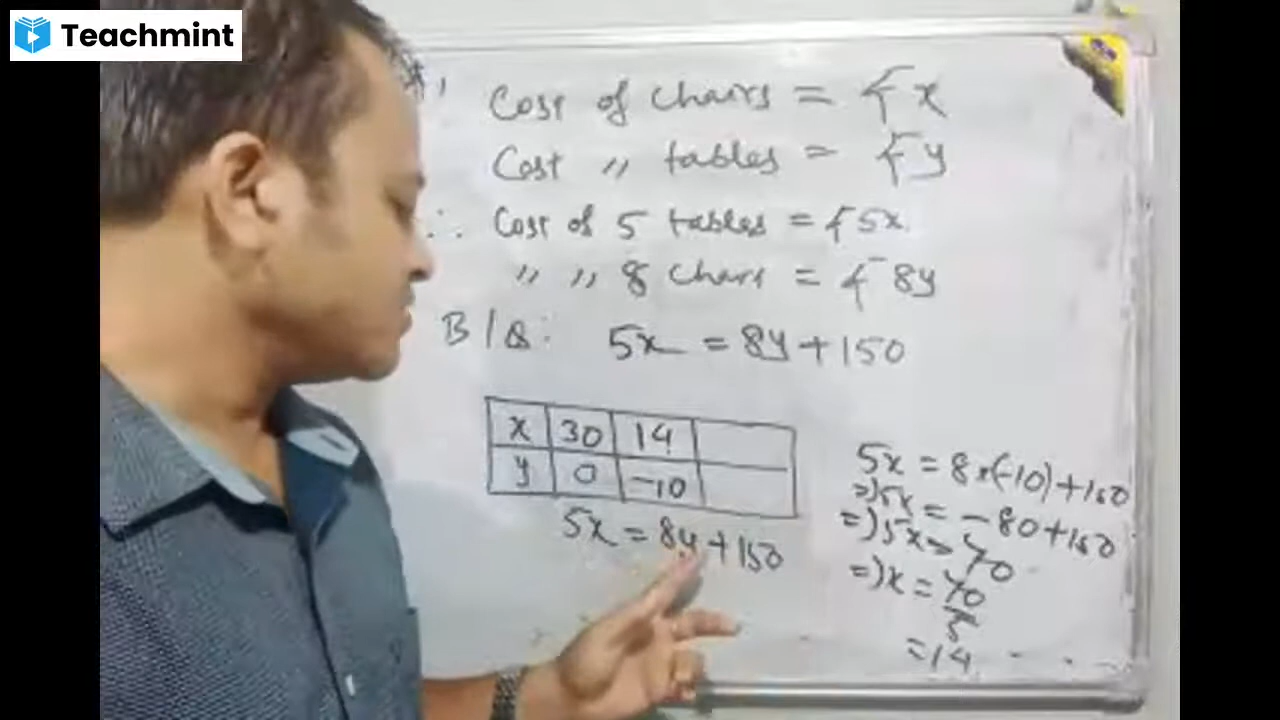 Teachmint
Cost of chairs = ₹ x
Cost " tables = ₹ y
∴ Cost of 5 tables = ₹ 5x.
" " 8 chairs = ₹ 8y
B/Q: 5x = 8y + 150
x 30 14
y 0 -10
5x = 8y + 150
5x = 8x(-10) + 150
=) 5x = -80 + 150
=) 5x = 70
=) x = 70
5
= 14